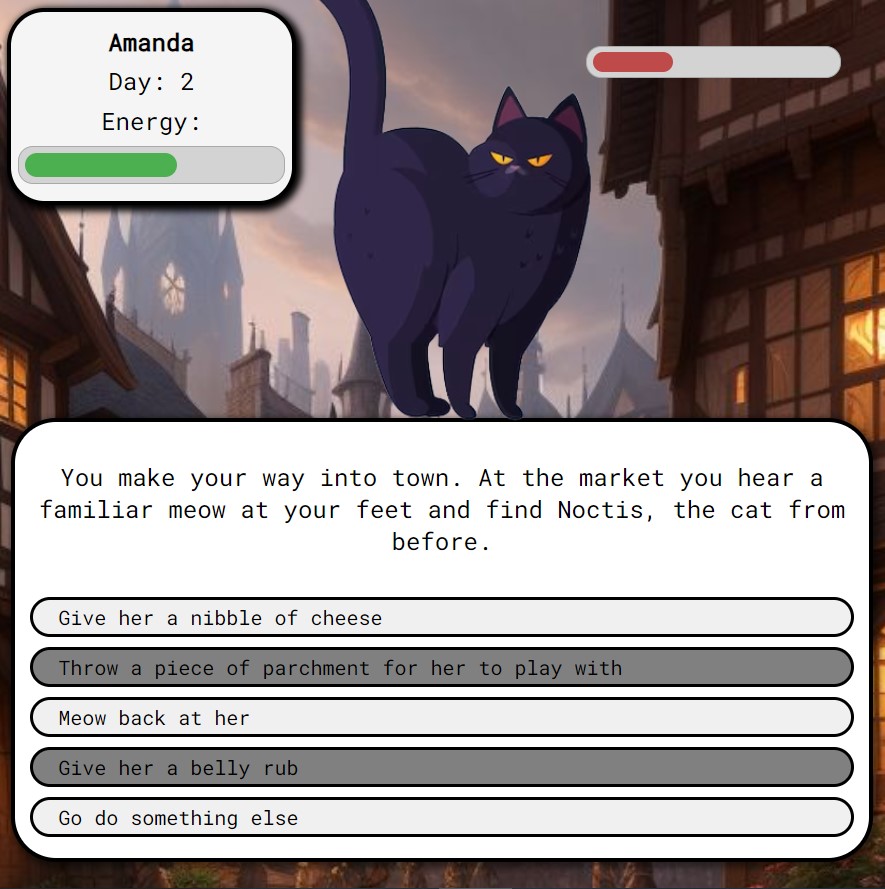 Amanda
Day: 2
Energy:
You make your way into town. At the market you hear a
familiar meow at your feet and find Noctis, the cat from
before.
Give her a nibble of cheese
Throw a piece of parchment for her to play with
Meow back at her
Give her a belly rub
Go do something else